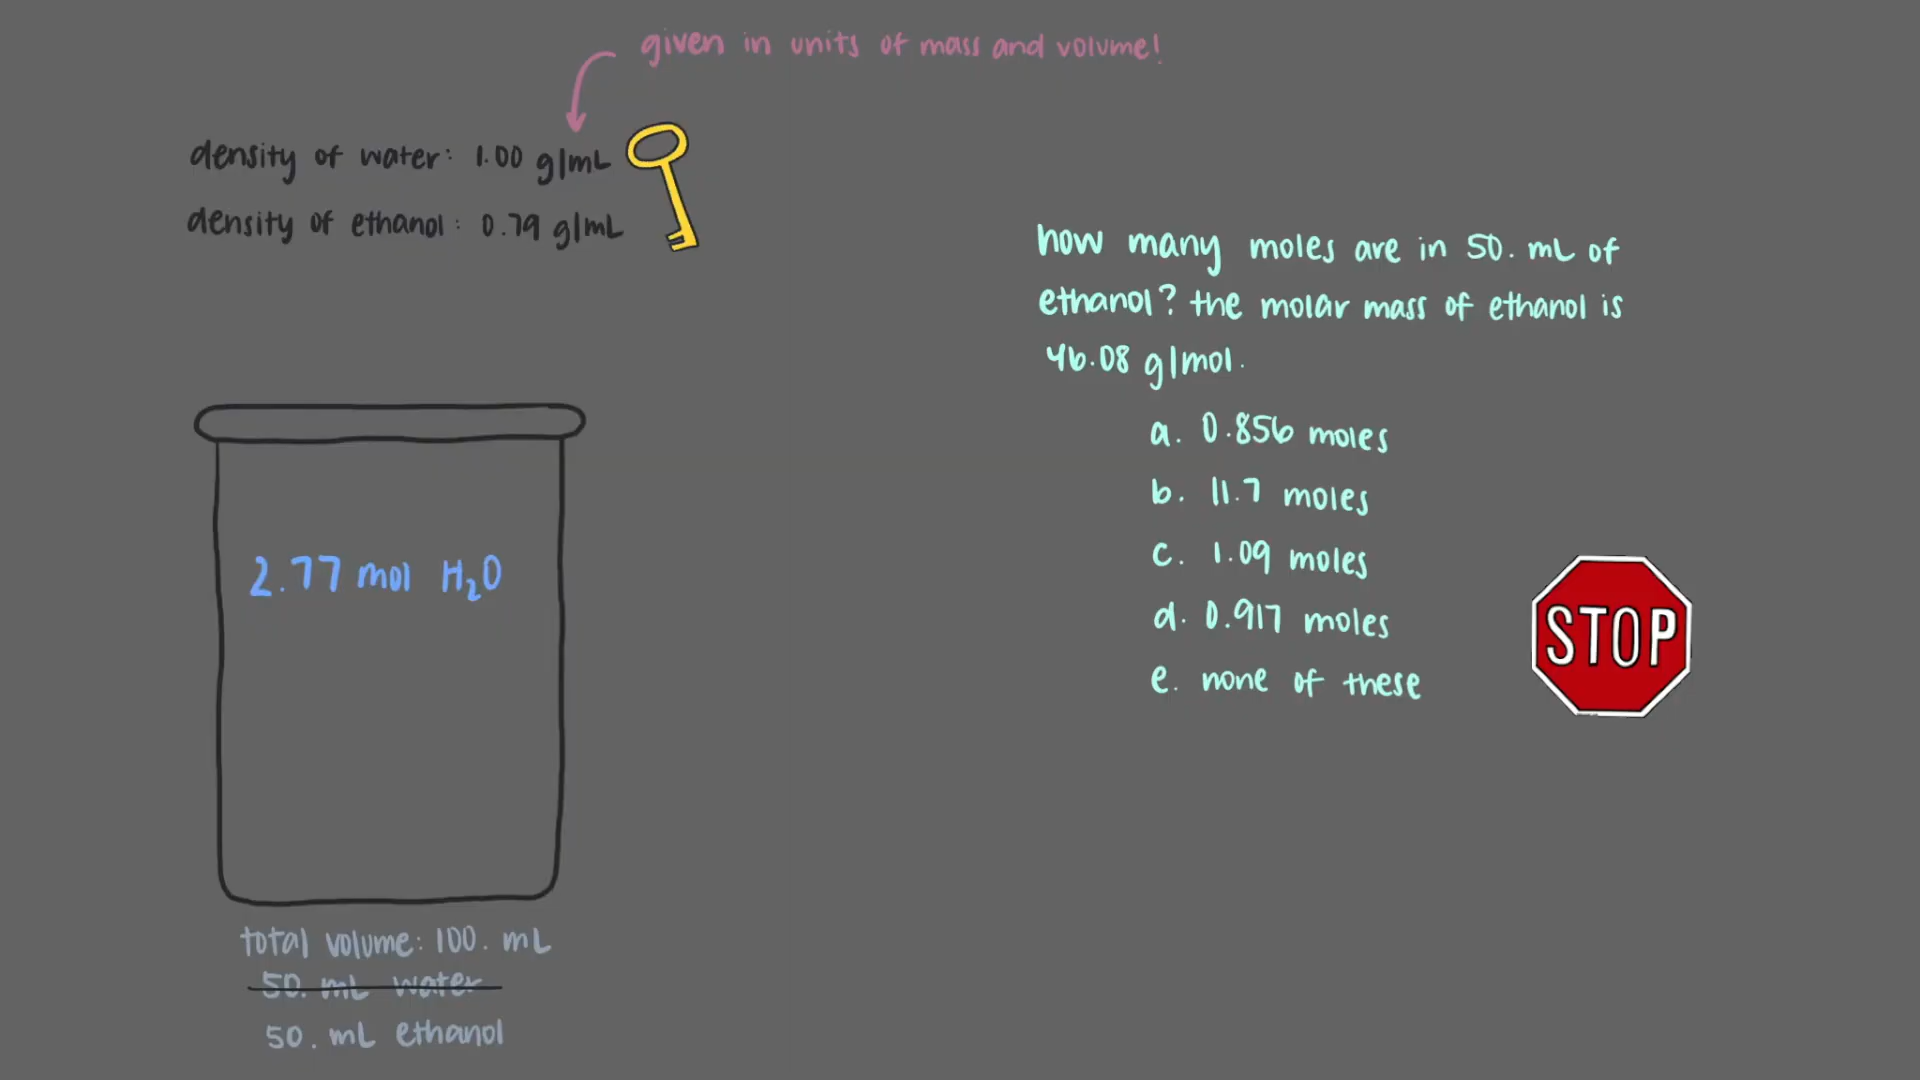 given in units of mass and volume!
density of water: 1.00 g/mL
density of ethanol: 0.79 g/mL
how many moles are in 50. mL of
ethanol? the molar mass of ethanol is
46.08 g/mol.
a. 0.856 moles
b. 11.7 moles
c. 1.09 moles
d. 0.917 moles
e. none of these
STOP
2.77 mol H₂O
total volume: 100. mL
50. mL water
50. mL ethanol